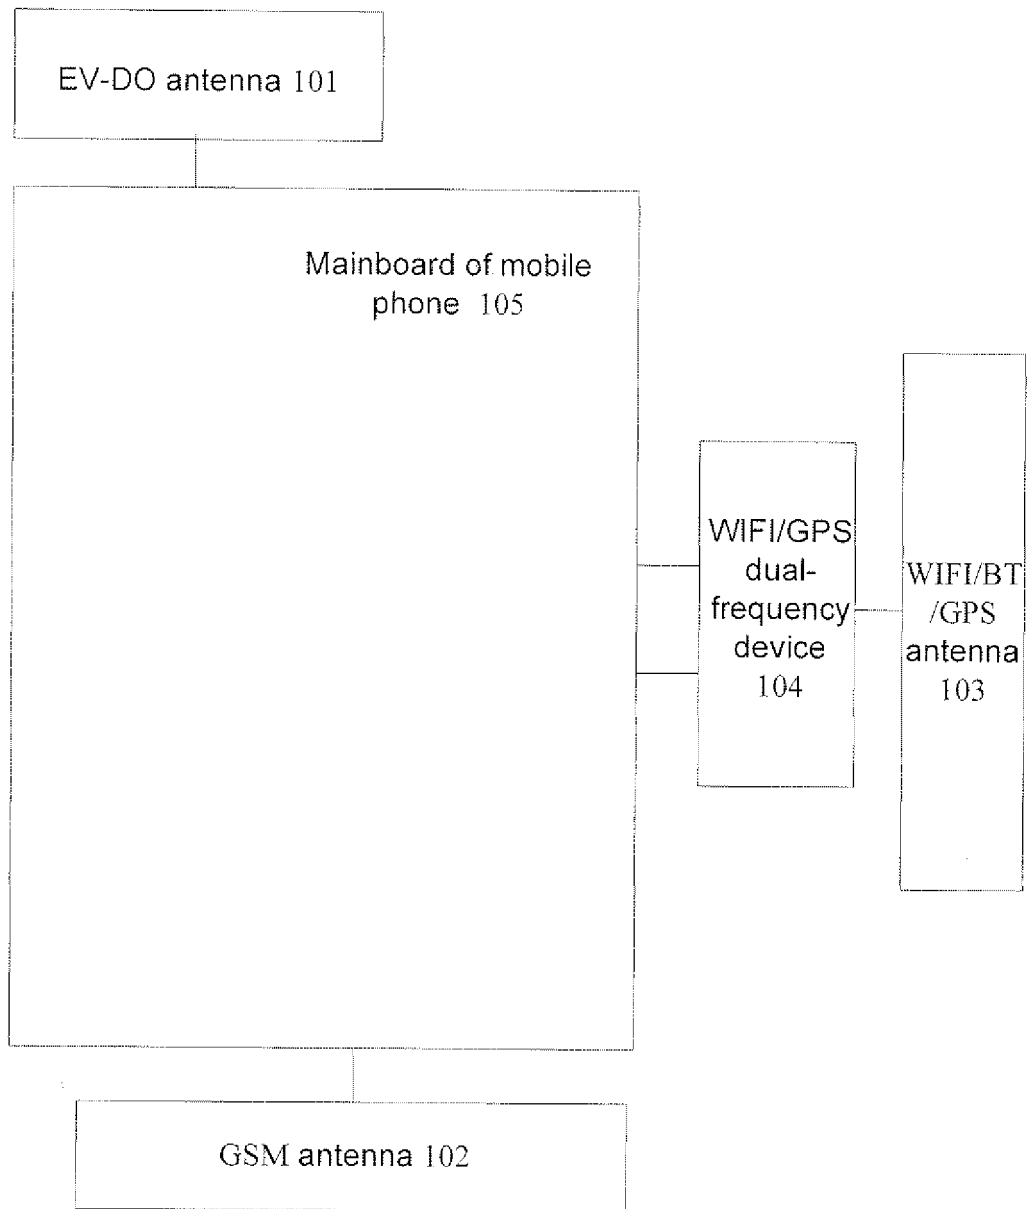 EV-DO antenna 101
Mainboard of mobile
phone 105
WIFI/GPS
dual-
frequency
device
104
WIFI/BT
/GPS
antenna
103
GSM antenna 102